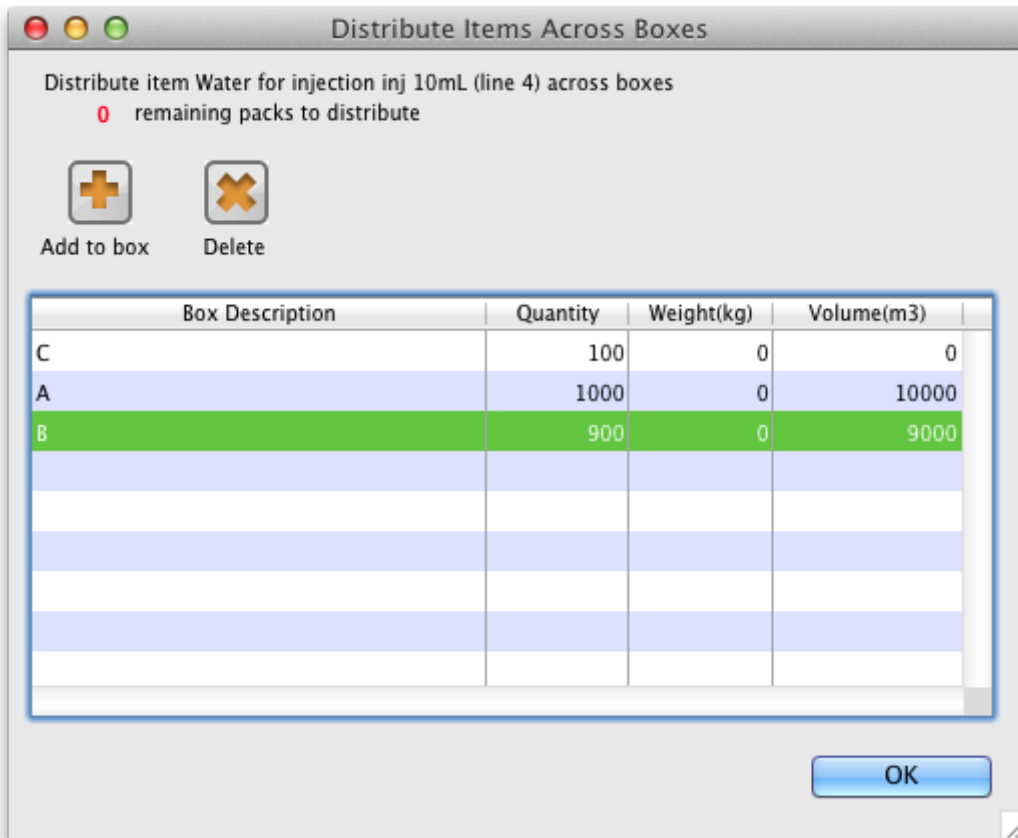 Distribute Items Across Boxes
Distribute item Water for injection inj 10mL (line 4) across boxes
0 remaining packs to distribute
Add to box Delete
Box Description Quantity Weight(kg) Volume(m3)
C 100 0 0
A 1000 0 10000
B 900 0 9000
OK